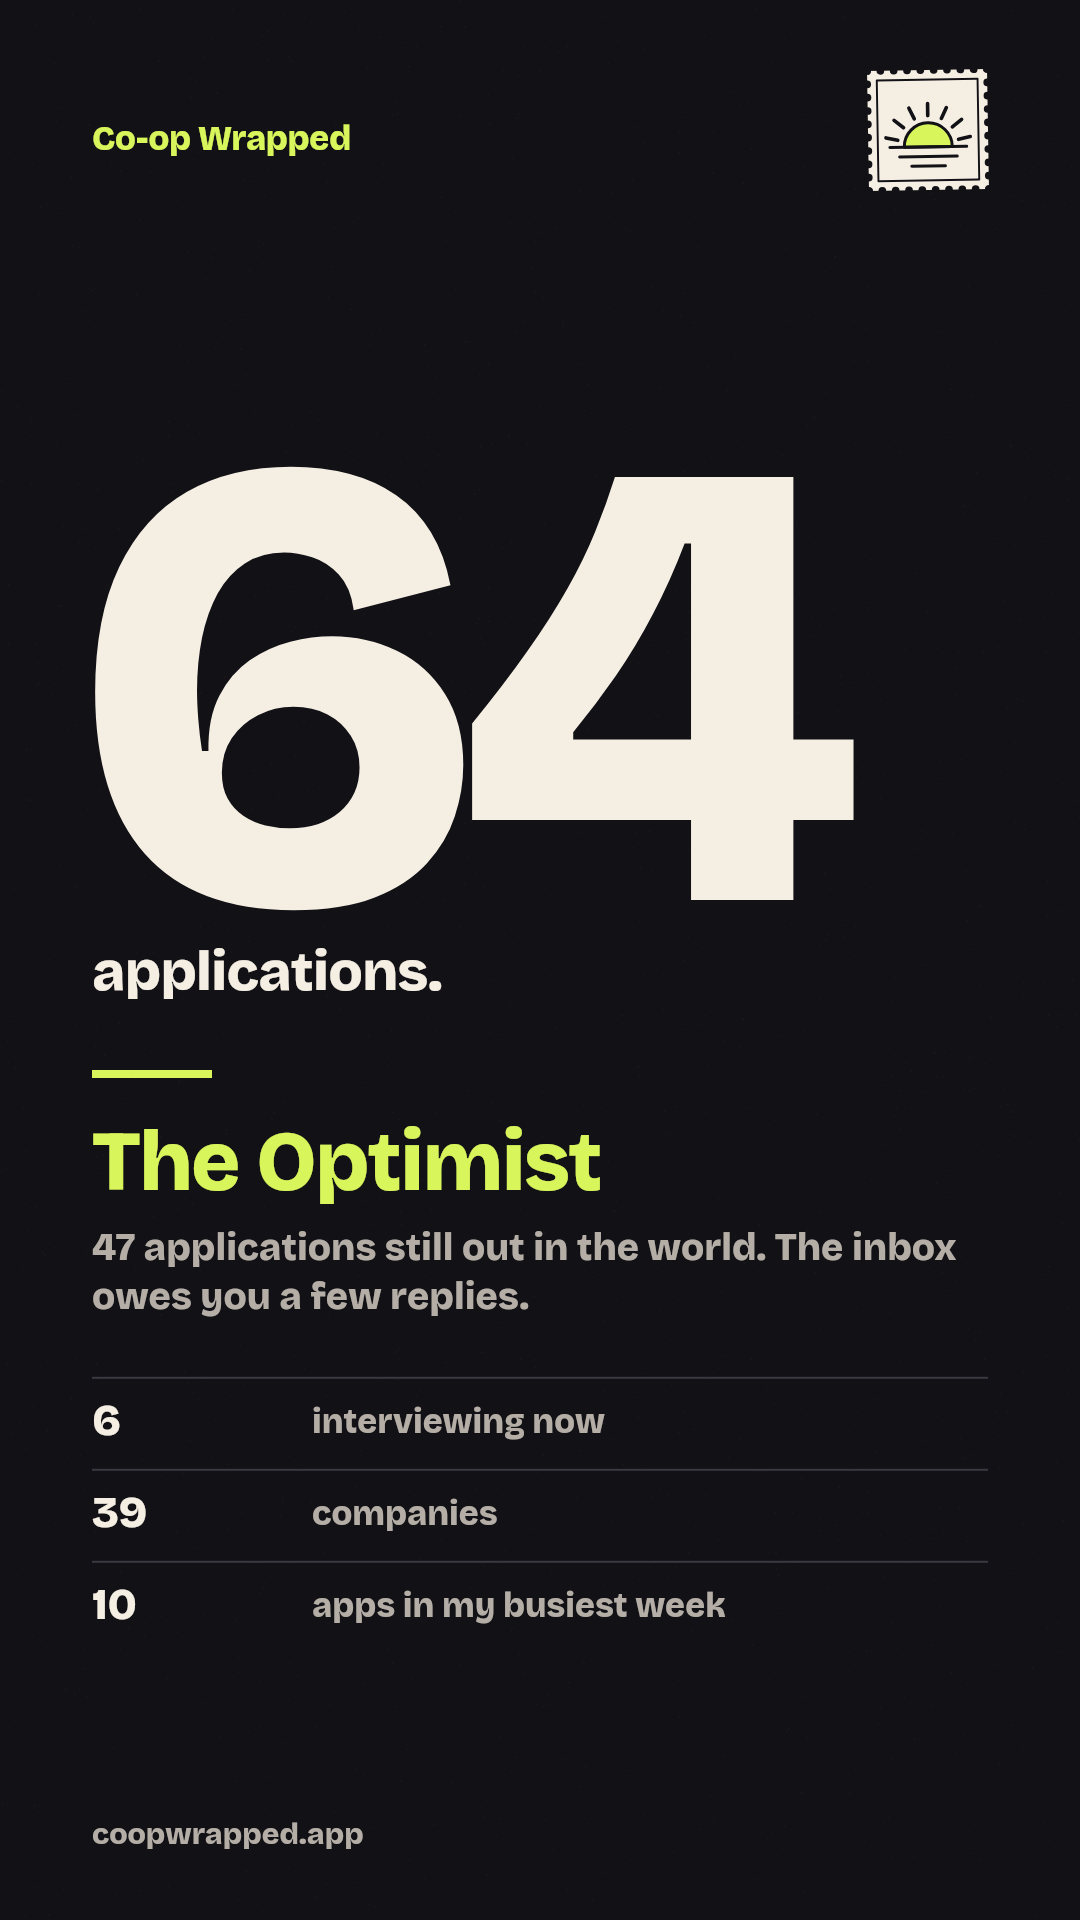 Co-op Wrapped
64
applications.
The Optimist
47 applications still out in the world. The inbox
owes you a few replies.
6 interviewing now
39 companies
10 apps in my busiest week
coopwrapped.app